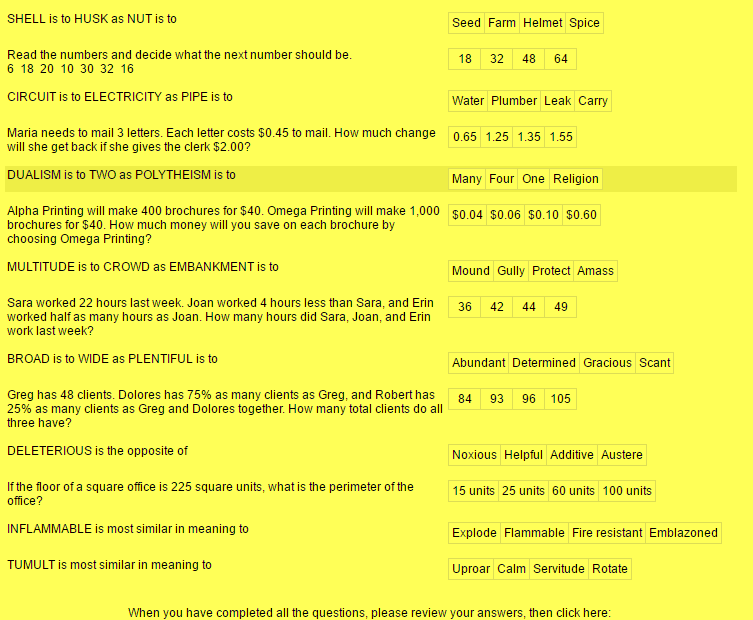 SHELL is to HUSK as NUT is to
Seed Farm Helmet Spice
Read the numbers and decide what the next number should be.
6 18 20 10 30 32 16
18 32 48 64
CIRCUIT is to ELECTRICITY as PIPE is to
Water Plumber Leak Carry
Maria needs to mail 3 letters. Each letter costs $0.45 to mail. How much change
will she get back if she gives the clerk $2.00?
0.65 1.25 1.35 1.55
DUALISM is to TWO as POLYTHEISM is to
Many Four One Religion
Alpha Printing will make 400 brochures for $40. Omega Printing will make 1,000
brochures for $40. How much money will you save on each brochure by
choosing Omega Printing?
$0.04 $0.06 $0.10 $0.60
MULTITUDE is to CROWD as EMBANKMENT is to
Mound Gully Protect Amass
Sara worked 22 hours last week. Joan worked 4 hours less than Sara, and Erin
worked half as many hours as Joan. How many hours did Sara, Joan, and Erin
work last week?
36 42 44 49
BROAD is to WIDE as PLENTIFUL is to
Abundant Determined Gracious Scant
Greg has 48 clients. Dolores has 75% as many clients as Greg, and Robert has
25% as many clients as Greg and Dolores together. How many total clients do all
three have?
84 93 96 105
DELETERIOUS is the opposite of
Noxious Helpful Additive Austere
If the floor of a square office is 225 square units, what is the perimeter of the
office?
15 units 25 units 60 units 100 units
INFLAMMABLE is most similar in meaning to
Explode Flammable Fire resistant Emblazoned
TUMULT is most similar in meaning to
Uproar Calm Servitude Rotate
When you have completed all the questions, please review your answers, then click here: